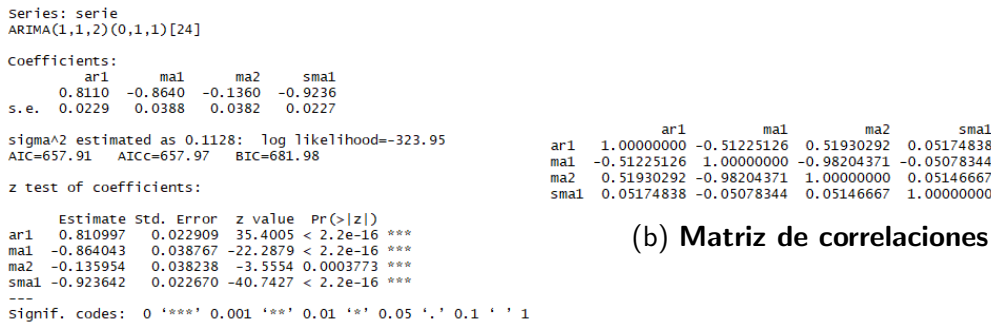 Series: serie
ARIMA(1,1,2)(0,1,1)[24]
Coefficients:
ar1 ma1 ma2 sma1
0.8110 -0.8640 -0.1360 -0.9236
s.e. 0.0229 0.0388 0.0382 0.0227
sigma^2 estimated as 0.1128: log likelihood=-323.95
AIC=657.91 AICc=657.97 BIC=681.98
z test of coefficients:
Estimate Std. Error z value Pr(>|z|)
ar1 0.810997 0.022909 35.4005 < 2.2e-16 ***
ma1 -0.864043 0.038767 -22.2879 < 2.2e-16 ***
ma2 -0.135954 0.038238 -3.5554 0.0003773 ***
sma1 -0.923642 0.022670 -40.7427 < 2.2e-16 ***
---
Signif. codes: 0 ‘***’ 0.001 ‘**’ 0.01 ‘*’ 0.05 ‘.’ 0.1 ‘ ’ 1
ar1 ma1 ma2 sma1
ar1 1.00000000 -0.51225126 0.51930292 0.05174838
ma1 -0.51225126 1.00000000 -0.98204371 -0.05078344
ma2 0.51930292 -0.98204371 1.00000000 0.05146667
sma1 0.05174838 -0.05078344 0.05146667 1.00000000
(b) Matriz de correlaciones